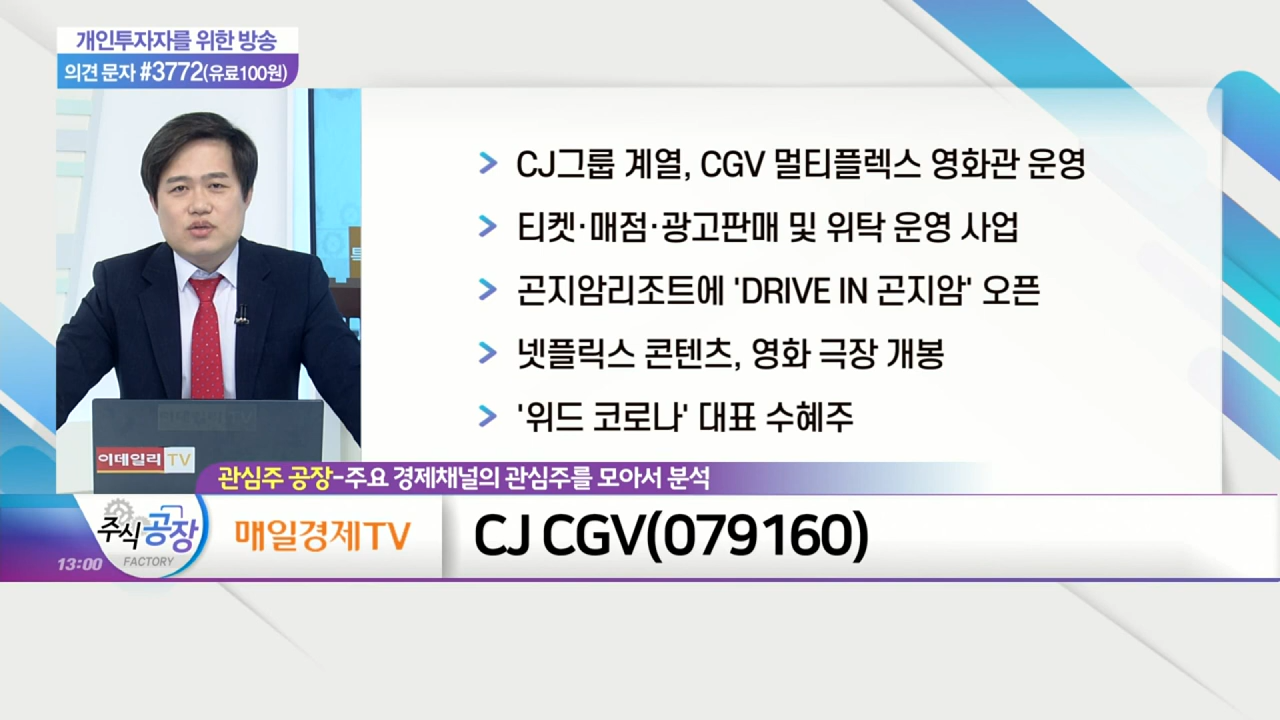 개인투자자를 위한 방송
의견 문자 #3772(유료100원)
CJ그룹 계열, CGV 멀티플렉스 영화관 운영
티켓·매점·광고판매 및 위탁 운영 사업
곤지암리조트에 'DRIVE IN 곤지암' 오픈
넷플릭스 콘텐츠, 영화 극장 개봉
'위드 코로나' 대표 수혜주
이데일리 TV
관심주 공장-주요 경제채널의 관심주를 모아서 분석
주식공장
FACTORY
13:00
매일경제TV
CJ CGV(079160)